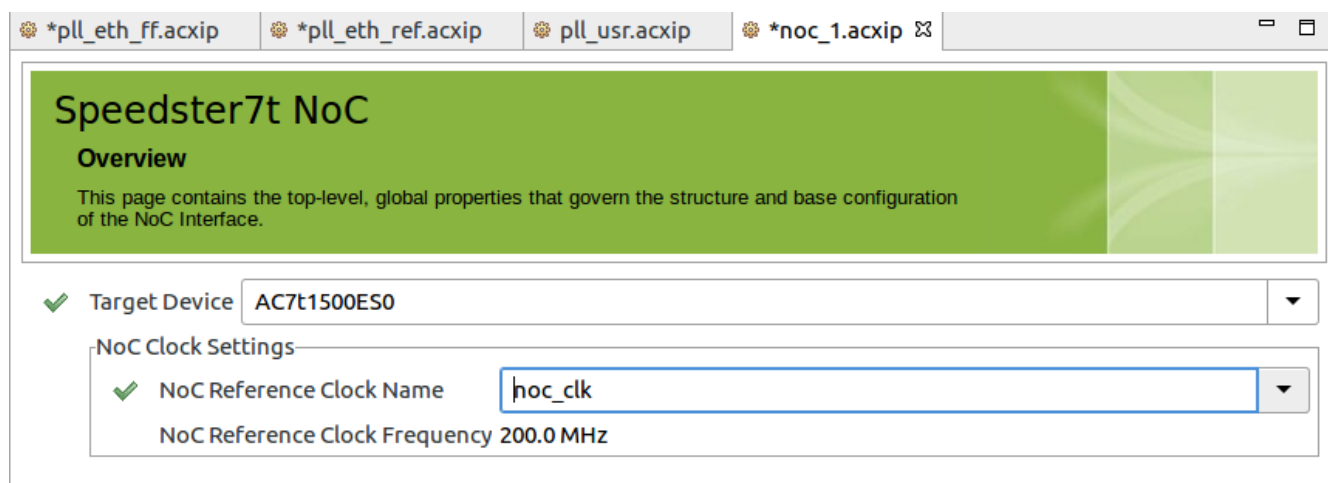 *pll_eth_ff.acxip *pll_eth_ref.acxip pll_usr.acxip *noc_1.acxip
Speedster7t NoC
Overview
This page contains the top-level, global properties that govern the structure and base configuration
of the NoC Interface.
Target Device AC7t1500ES0
NoC Clock Settings
NoC Reference Clock Name noc_clk
NoC Reference Clock Frequency 200.0 MHz